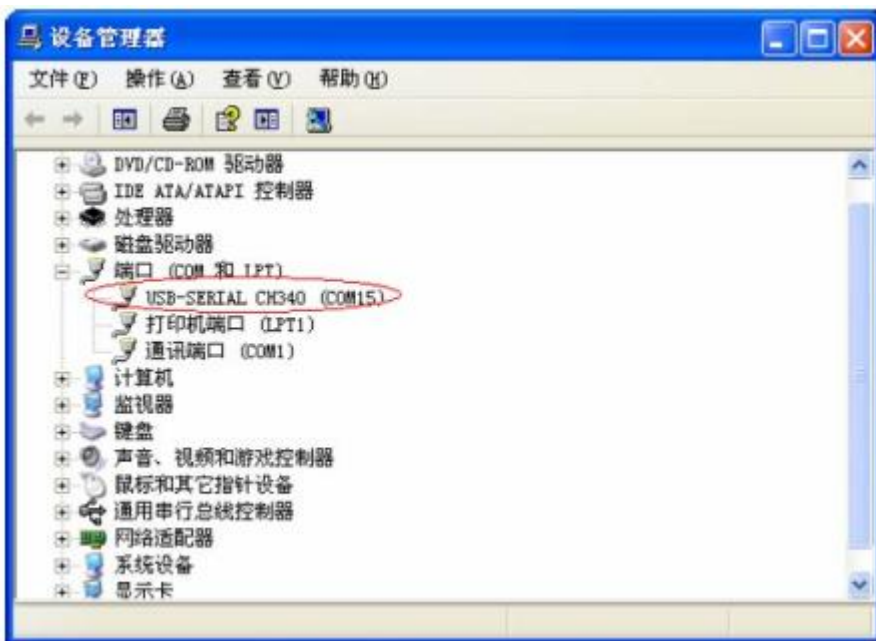 设备管理器
文件(F) 操作(A) 查看(V) 帮助(H)
DVD/CD-ROM 驱动器
IDE ATA/ATAPI 控制器
处理器
磁盘驱动器
端口 (COM 和 LPT)
USB-SERIAL CH340 (COM15)
打印机端口 (LPT1)
通讯端口 (COM1)
计算机
监视器
键盘
声音、视频和游戏控制器
鼠标和其它指针设备
通用串行总线控制器
网络适配器
系统设备
显示卡